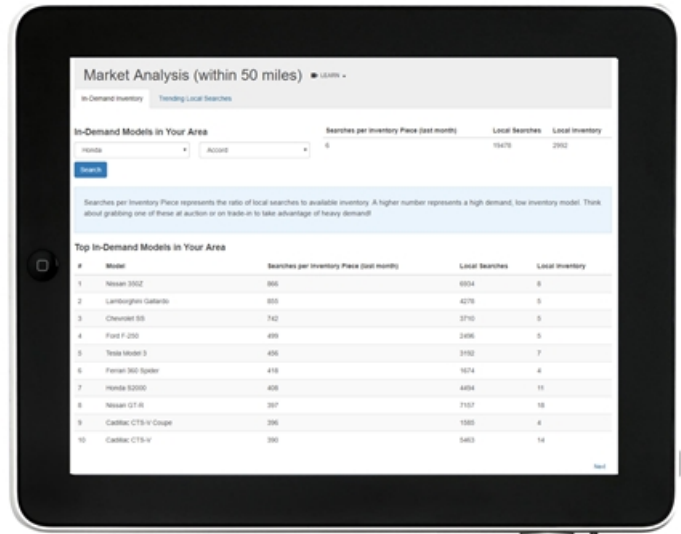 Market Analysis (within 50 miles) LEARN
In-Demand Inventory Trending Local Searches
In-Demand Models in Your Area
Searches per Inventory Piece (last month) Local Searches Local Inventory
Honda Accord 6 19478 2992
Search
Searches per Inventory Piece represents the ratio of local searches to available inventory. A higher number represents a high demand, low inventory model. Think
about grabbing one of these at auction or on trade-in to take advantage of heavy demand!
Top In-Demand Models in Your Area
# Model Searches per Inventory Piece (last month) Local Searches Local Inventory
1 Nissan 350Z 866 6934 8
2 Lamborghini Gallardo 855 4278 5
3 Chevrolet SS 742 3710 5
4 Ford F-250 499 2496 5
5 Tesla Model 3 456 3192 7
6 Ferrari 360 Spider 418 1674 4
7 Honda S2000 408 4494 11
8 Nissan GT-R 397 7157 18
9 Cadillac CTS-V Coupe 396 1585 4
10 Cadillac CTS-V 390 5463 14
Next